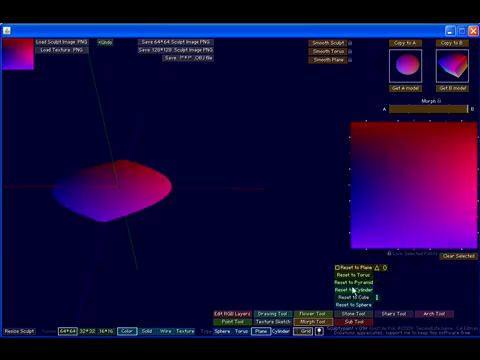 Load Sculpt Image PNG
Load Texture PNG
<Undo
Save 64*64 Sculpt Image PNG
Save 128*128 Sculpt Image PNG
Save *.OBJ file
Smooth Sculpt
Smooth Torus
Smooth Plane
Copy to A
Copy to B
Get A model
Get B model
Morph
A
B
Clear Selected
Reset to Plane
Reset to Torus
Reset to Pyramid
Reset to Cylinder
Reset to Cube
Reset to Sphere
Edit RGB Layers
Drawing Tool
Flower Tool
Stone Tool
Stairs Tool
Arch Tool
Point Tool
Texture Sketch
Morph Tool
Sub Tool
Resize Sculpt
64*64
32*32
16*16
Color
Solid
Wire
Texture
Type
Sphere
Torus
Plane
Cylinder
Grid